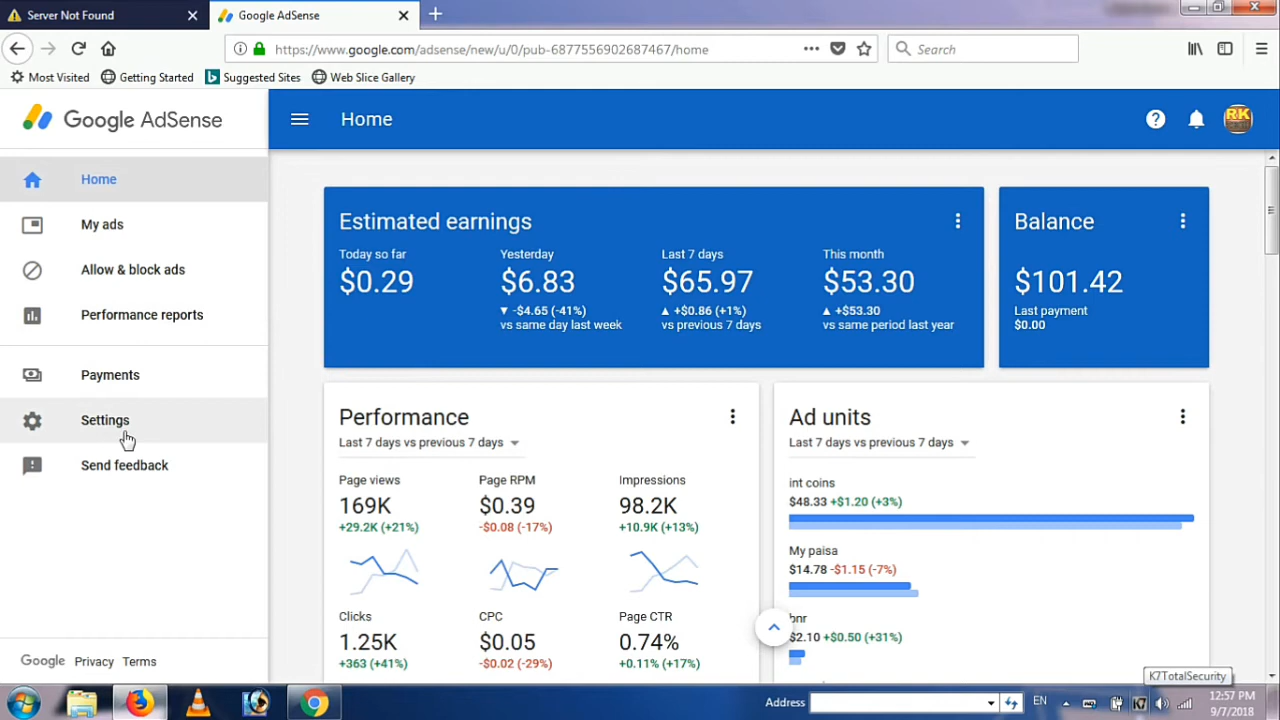 Server Not Found
Google AdSense
https://www.google.com/adsense/new/u/0/pub-6877556902687467/home
Search
Most Visited
Getting Started
Suggested Sites
Web Slice Gallery
Google AdSense
Home
RK
Home
My ads
Allow & block ads
Performance reports
Payments
Settings
Send feedback
Google Privacy Terms
Estimated earnings
Today so far
$0.29
Yesterday
$6.83
-$4.65 (-41%)
vs same day last week
Last 7 days
$65.97
+$0.86 (+1%)
vs previous 7 days
This month
$53.30
+$53.30
vs same period last year
Balance
$101.42
Last payment
$0.00
Performance
Last 7 days vs previous 7 days
Page views
169K
+29.2K (+21%)
Page RPM
$0.39
-$0.08 (-17%)
Impressions
98.2K
+10.9K (+13%)
Clicks
1.25K
+363 (+41%)
CPC
$0.05
-$0.02 (-29%)
Page CTR
0.74%
+0.11% (+17%)
Ad units
Last 7 days vs previous 7 days
int coins
$48.33 +$1.20 (+3%)
My paisa
$14.78 -$1.15 (-7%)
bnr
$2.10 +$0.50 (+31%)
K7TotalSecurity
Address
EN
12:57 PM
9/7/2018